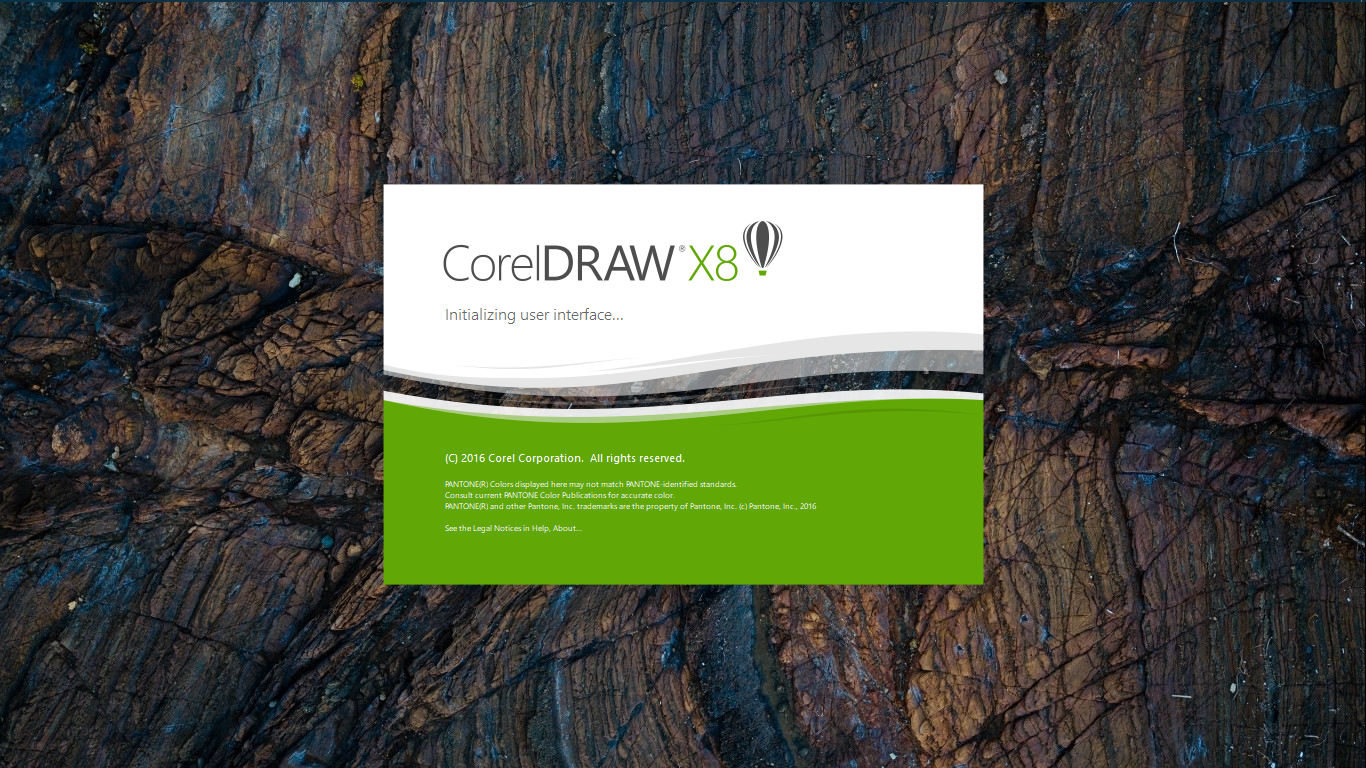 CorelDRAW® X8
Initializing user interface...
(C) 2016 Corel Corporation.  All rights reserved.
PANTONE(R) Colors displayed here may not match PANTONE-identified standards.
Consult current PANTONE Color Publications for accurate color.
PANTONE(R) and other Pantone, Inc. trademarks are the property of Pantone, Inc. (c) Pantone, Inc., 2016
See the Legal Notices in Help, About...